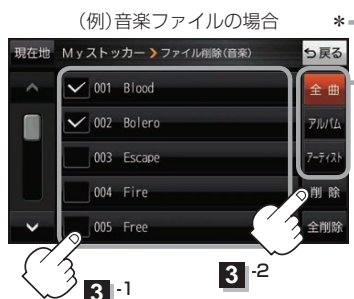 (例)音楽ファイルの場合
*
現在地 Myストッカー❯ファイル削除(音楽) 戻る
001 Blood
全 曲
002 Bolero
アルバム
003 Escape
アーティスト
004 Fire
削 除
005 Free
全削除
3 -1
3 -2